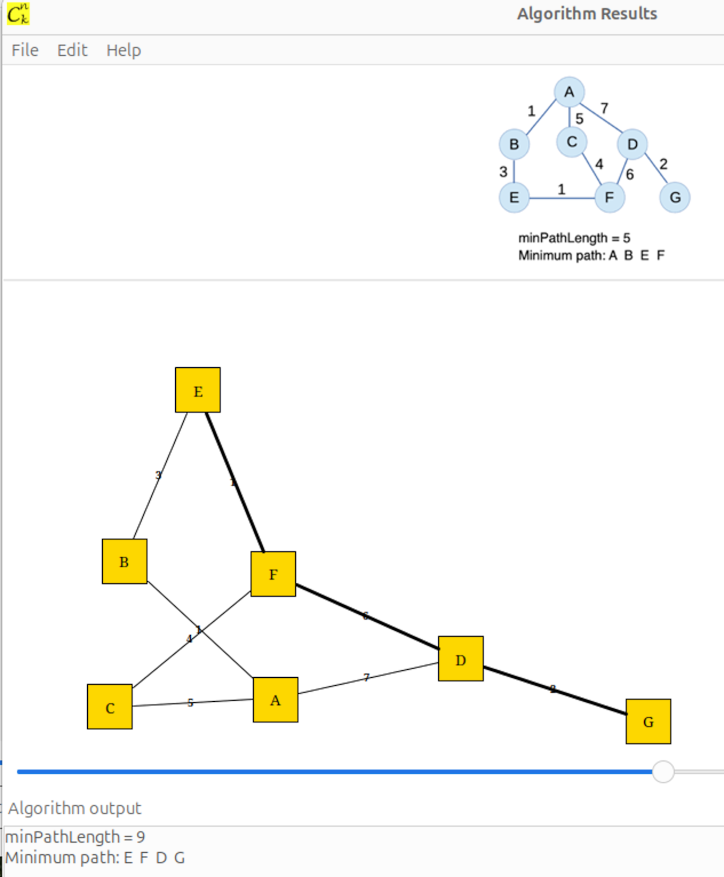 C n k
Algorithm Results
File Edit Help
A
1 5 7
B C D
3 4 6 2
E 1 F G
minPathLength = 5
Minimum path: A B E F
E
3 1
B
F
1
4 6
D
7
5 A
C
2
G
Algorithm output
minPathLength = 9
Minimum path: E F D G